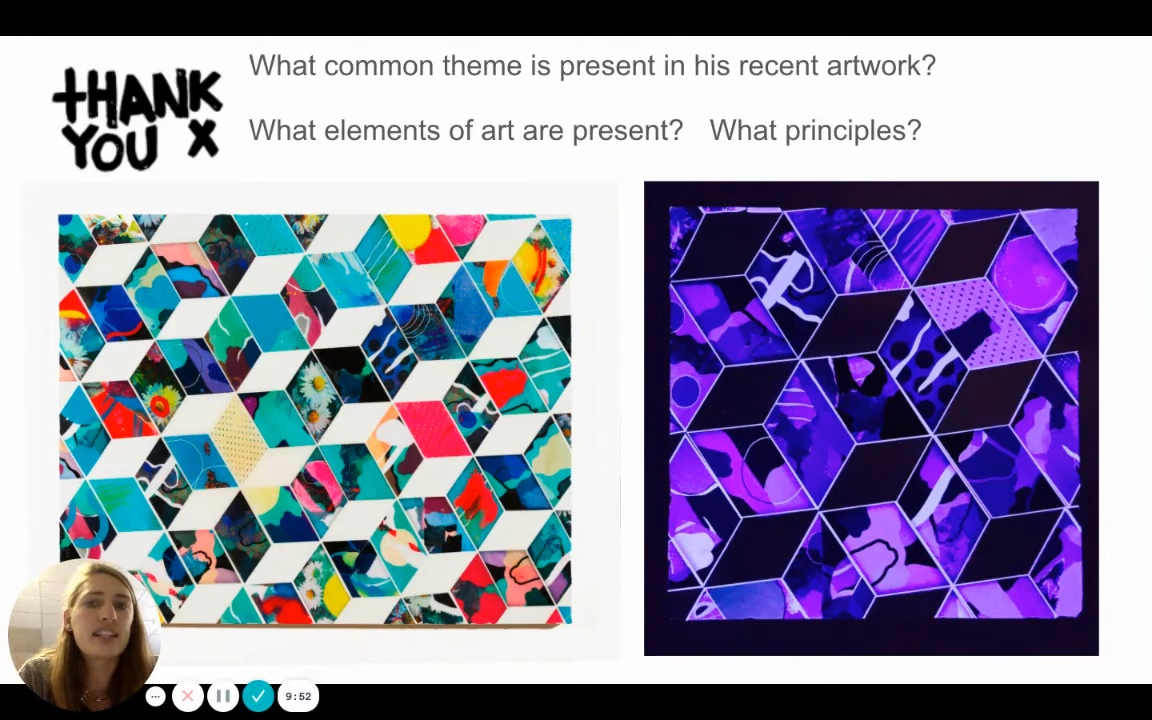 THANK
YOU X
What common theme is present in his recent artwork?
What elements of art are present? What principles?
9:52